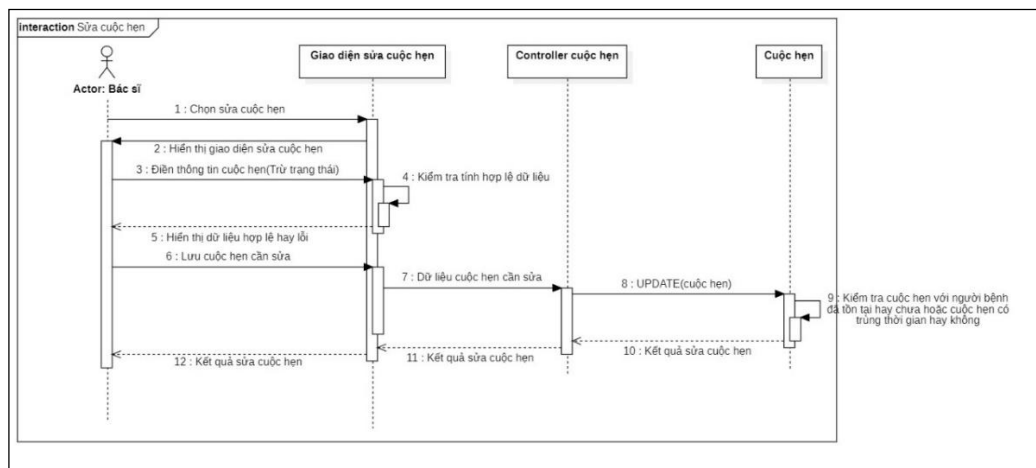 interaction Sửa cuộc hẹn
Actor: Bác sĩ
Giao diện sửa cuộc hẹn
Controller cuộc hẹn
Cuộc hẹn
1 : Chọn sửa cuộc hẹn
2 : Hiển thị giao diện sửa cuộc hẹn
3 : Điền thông tin cuộc hẹn(Trừ trạng thái)
4 : Kiểm tra tính hợp lệ dữ liệu
5 : Hiển thị dữ liệu hợp lệ hay lỗi
6 : Lưu cuộc hẹn cần sửa
7 : Dữ liệu cuộc hẹn cần sửa
8 : UPDATE(cuộc hẹn)
9 : Kiểm tra cuộc hẹn với người bệnh
đã tồn tại hay chưa hoặc cuộc hẹn có
trùng thời gian hay không
10 : Kết quả sửa cuộc hẹn
11 : Kết quả sửa cuộc hẹn
12 : Kết quả sửa cuộc hẹn